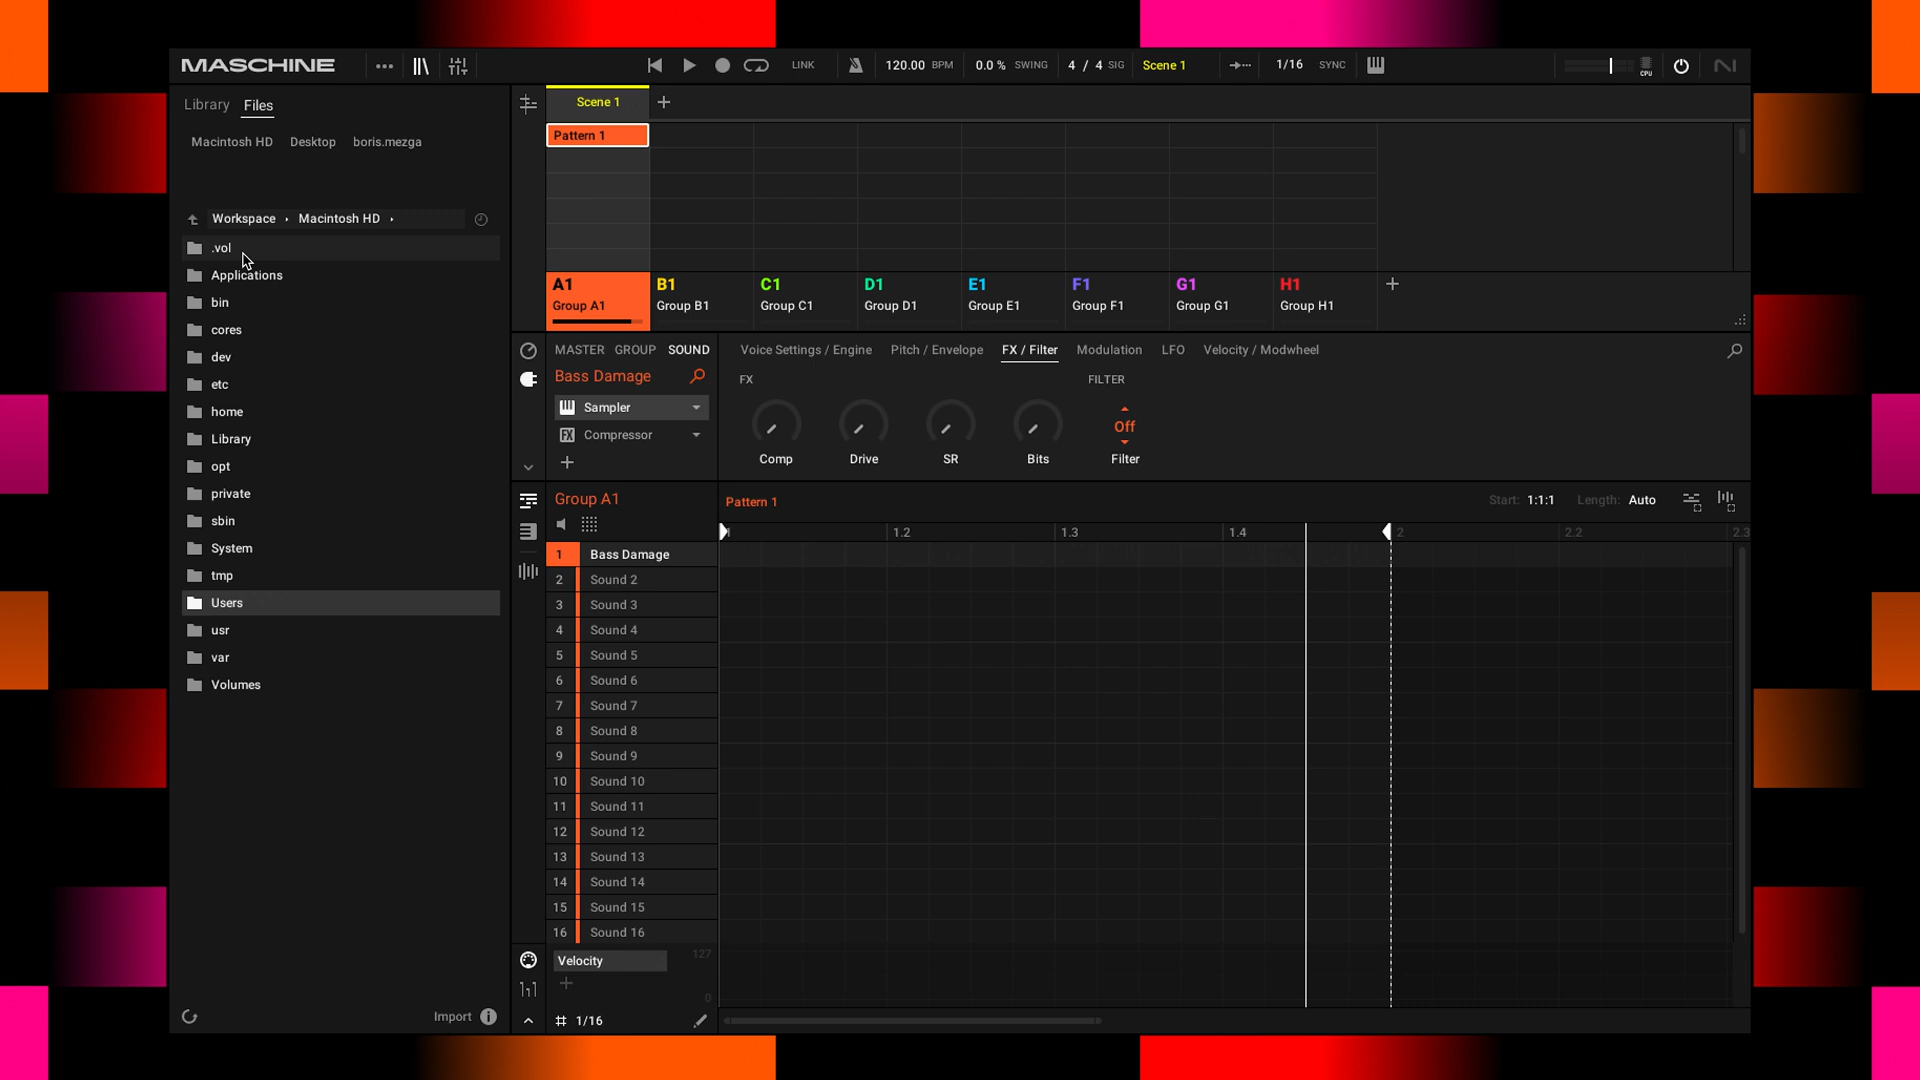 MASCHINE
LINK
120.00 BPM
0.0 % SWING
4 / 4 SIG
Scene 1
1/16 SYNC
CPU
Library Files
Macintosh HD Desktop boris.mezga
Workspace Macintosh HD
.vol
Applications
bin
cores
dev
etc
home
Library
opt
private
sbin
System
tmp
Users
usr
var
Volumes
Import
Scene 1
Pattern 1
A1 B1 C1 D1 E1 F1 G1 H1
Group A1 Group B1 Group C1 Group D1 Group E1 Group F1 Group G1 Group H1
MASTER GROUP SOUND
Bass Damage
Sampler
FX Compressor
Voice Settings / Engine Pitch / Envelope FX / Filter Modulation LFO Velocity / Modwheel
FX FILTER
Off
Comp Drive SR Bits Filter
Group A1
Pattern 1
Start: 1:1:1 Length: Auto
1.2 1.3 1.4 2 2.2 2.3
1 Bass Damage
2 Sound 2
3 Sound 3
4 Sound 4
5 Sound 5
6 Sound 6
7 Sound 7
8 Sound 8
9 Sound 9
10 Sound 10
11 Sound 11
12 Sound 12
13 Sound 13
14 Sound 14
15 Sound 15
16 Sound 16
Velocity
127
0
1/16